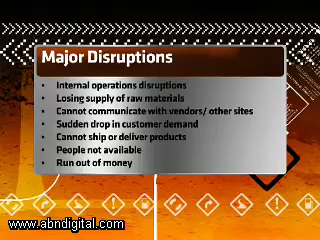 Major Disruptions
• Internal operations disruptions
• Losing supply of raw materials
• Cannot communicate with vendors/ other sites
• Sudden drop in customer demand
• Cannot ship or deliver products
• People not available
• Run out of money
www.abndigital.com